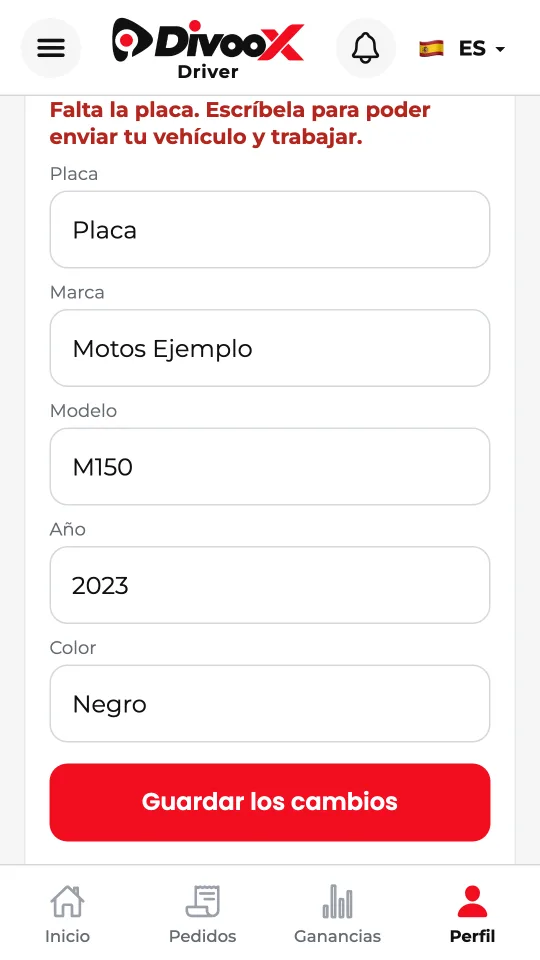 DivooX
Driver
ES
Falta la placa. Escríbela para poder
enviar tu vehículo y trabajar.
Placa
Placa
Marca
Motos Ejemplo
Modelo
M150
Año
2023
Color
Negro
Guardar los cambios
Inicio
Pedidos
Ganancias
Perfil